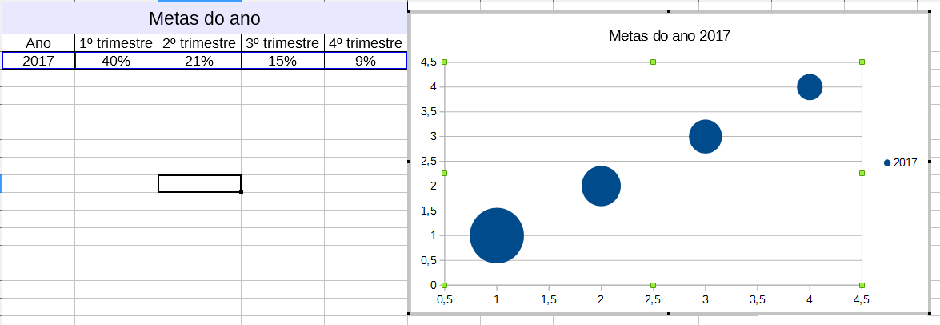 Metas do ano
Ano 1º trimestre 2º trimestre 3º trimestre 4º trimestre
2017 40% 21% 15% 9%
Metas do ano 2017
4,5
4
3,5
3
2,5
2
1,5
1
0,5
0
0,5 1 1,5 2 2,5 3 3,5 4 4,5
2017